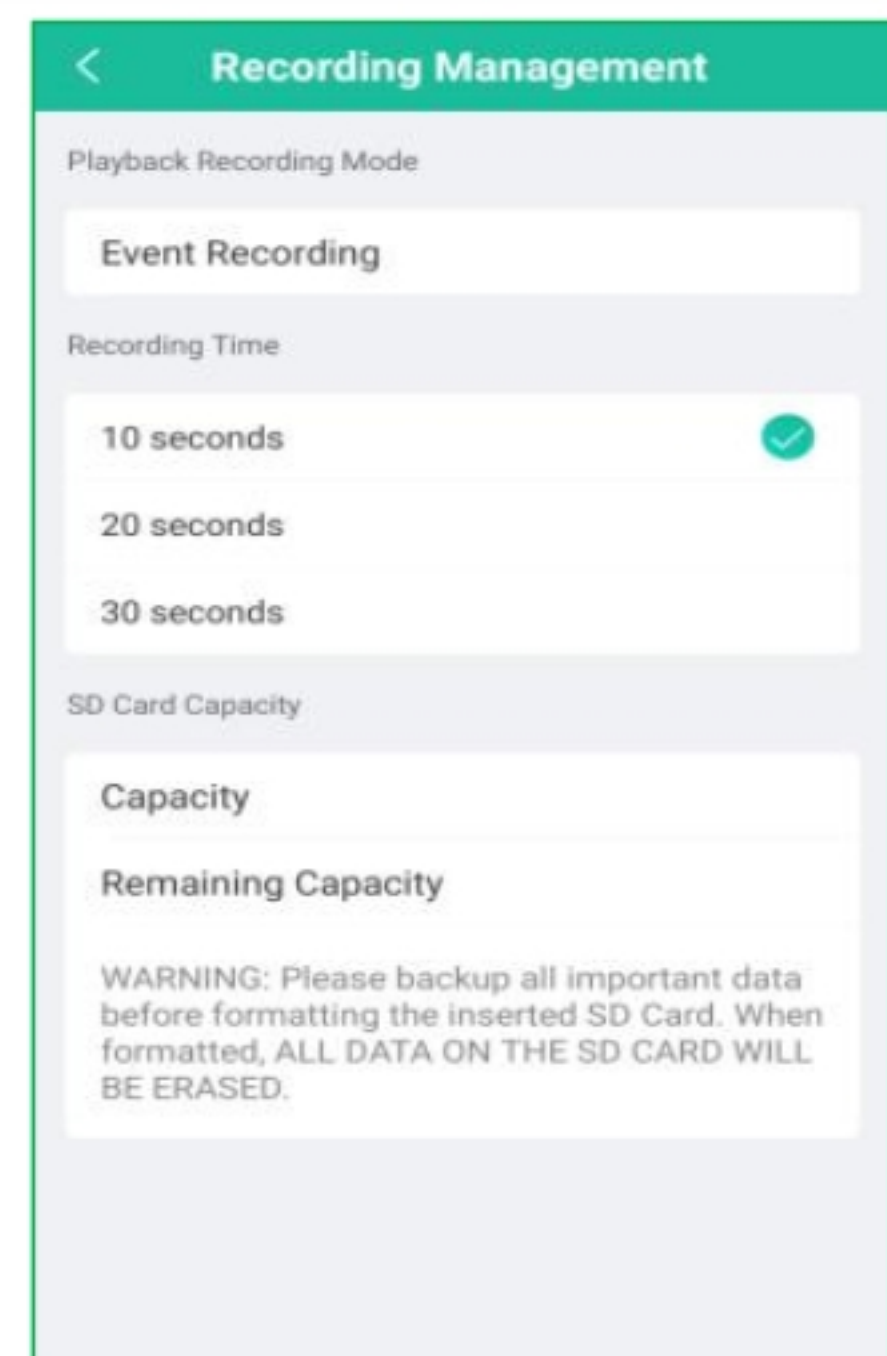 Recording Management
Playback Recording Mode
Event Recording
Recording Time
10 seconds
20 seconds
30 seconds
SD Card Capacity
Capacity
Remaining Capacity
WARNING: Please backup all important data
before formatting the inserted SD Card. When
formatted, ALL DATA ON THE SD CARD WILL
BE ERASED.